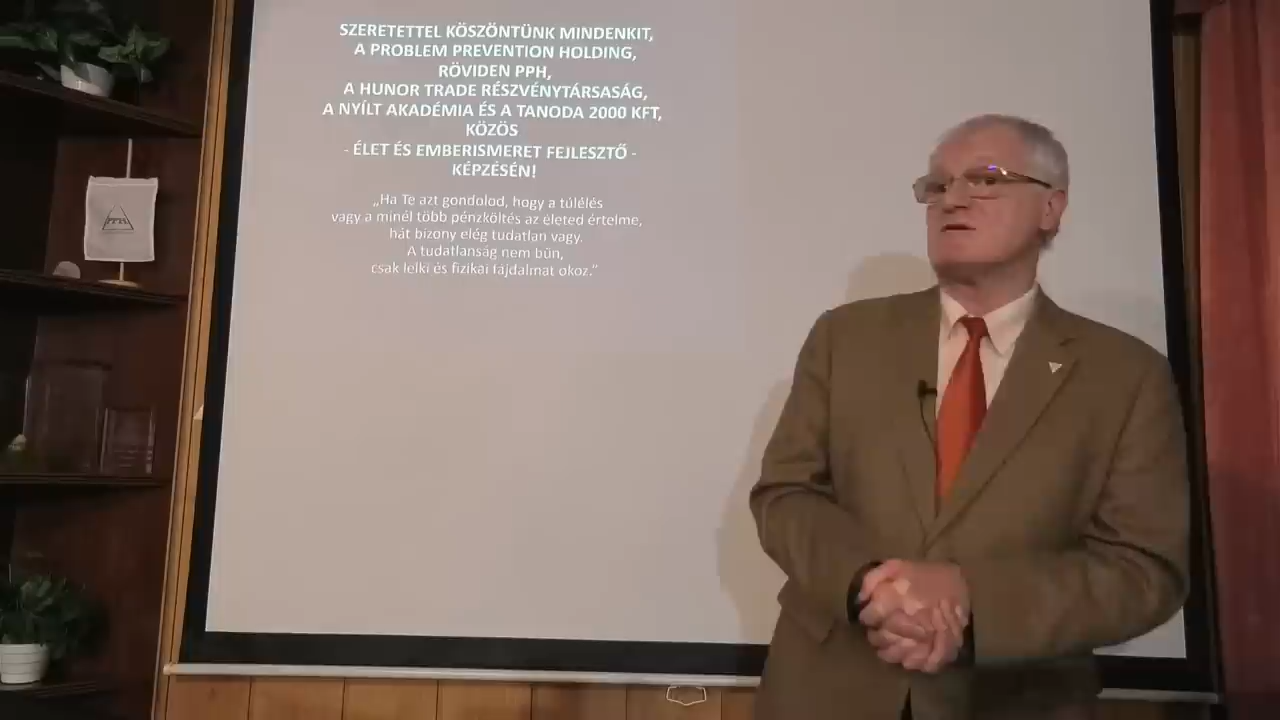 SZERETETTEL KÖSZÖNTÜNK MINDENKIT,
A PROBLEM PREVENTION HOLDING,
RÖVIDEN PPH,
A HUNOR TRADE RÉSZVÉNYTÁRSASÁG,
A NYÍLT AKADÉMIA ÉS A TANODA 2000 KFT,
KÖZÖS
- ÉLET ÉS EMBERISMERET FEJLESZTŐ -
KÉPZÉSÉN!
„Ha Te azt gondolod, hogy a túlélés
vagy a minél több pénzköltés az életed értelme,
hát bizony elég tudatlan vagy.
A tudatlanság nem bűn,
csak lelki és fizikai fájdalmat okoz.”